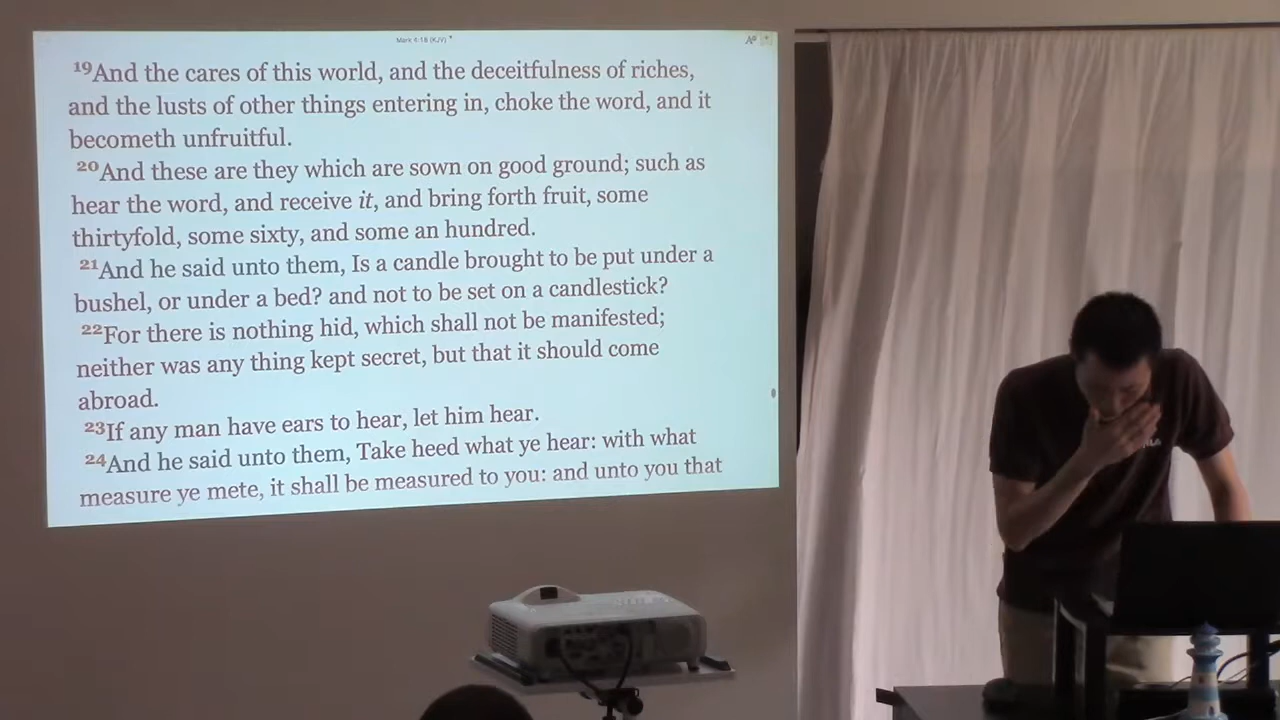 Mark 4:18 (KJV)
19And the cares of this world, and the deceitfulness of riches,
and the lusts of other things entering in, choke the word, and it
becometh unfruitful.
20And these are they which are sown on good ground; such as
hear the word, and receive it, and bring forth fruit, some
thirtyfold, some sixty, and some an hundred.
21And he said unto them, Is a candle brought to be put under a
bushel, or under a bed? and not to be set on a candlestick?
22For there is nothing hid, which shall not be manifested;
neither was any thing kept secret, but that it should come
abroad.
23If any man have ears to hear, let him hear.
24And he said unto them, Take heed what ye hear: with what
measure ye mete, it shall be measured to you: and unto you that